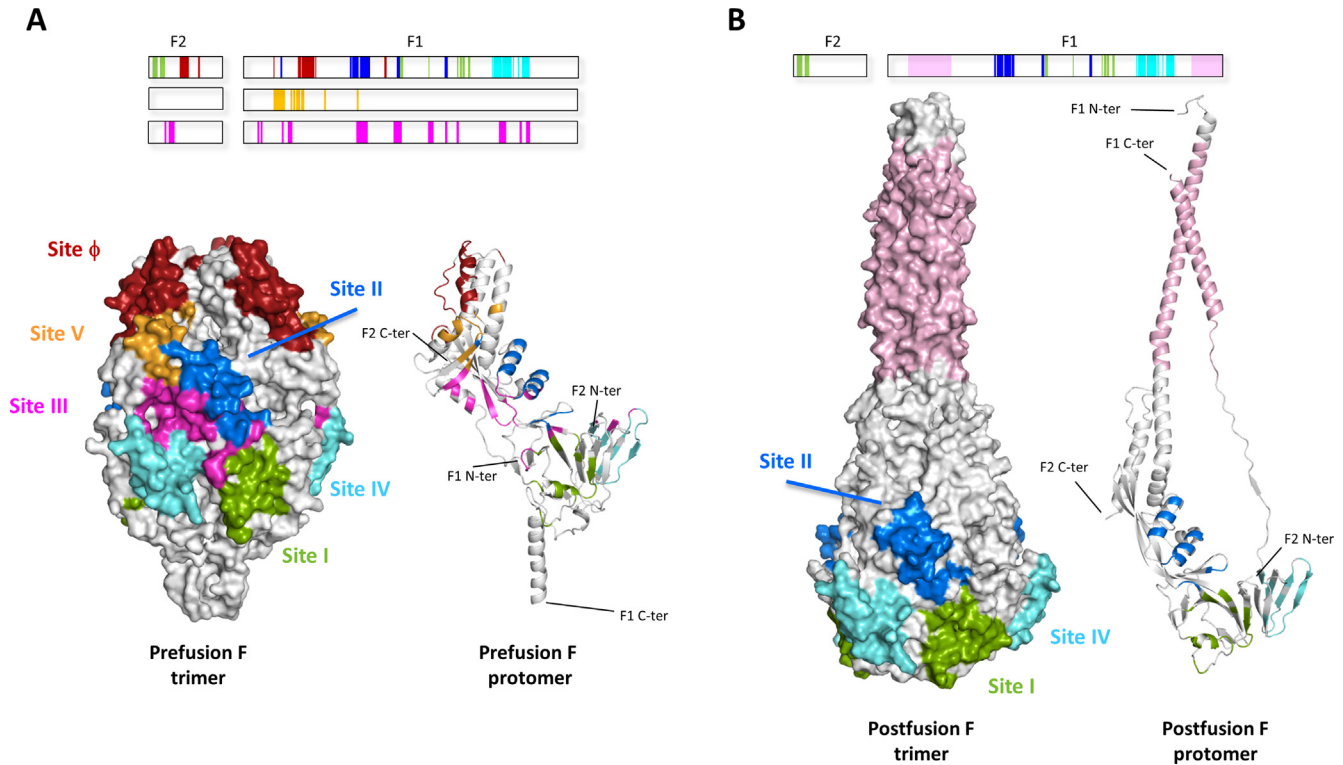 A
F2
F1
Site ϕ
Site II
Site V
F2 C-ter
Site III
F2 N-ter
F1 N-ter
Site IV
Site I
F1 C-ter
Prefusion F
trimer
Prefusion F
protomer
B
F2
F1
F1 N-ter
F1 C-ter
Site II
F2 C-ter
F2 N-ter
Site IV
Site I
Postfusion F
trimer
Postfusion F
protomer